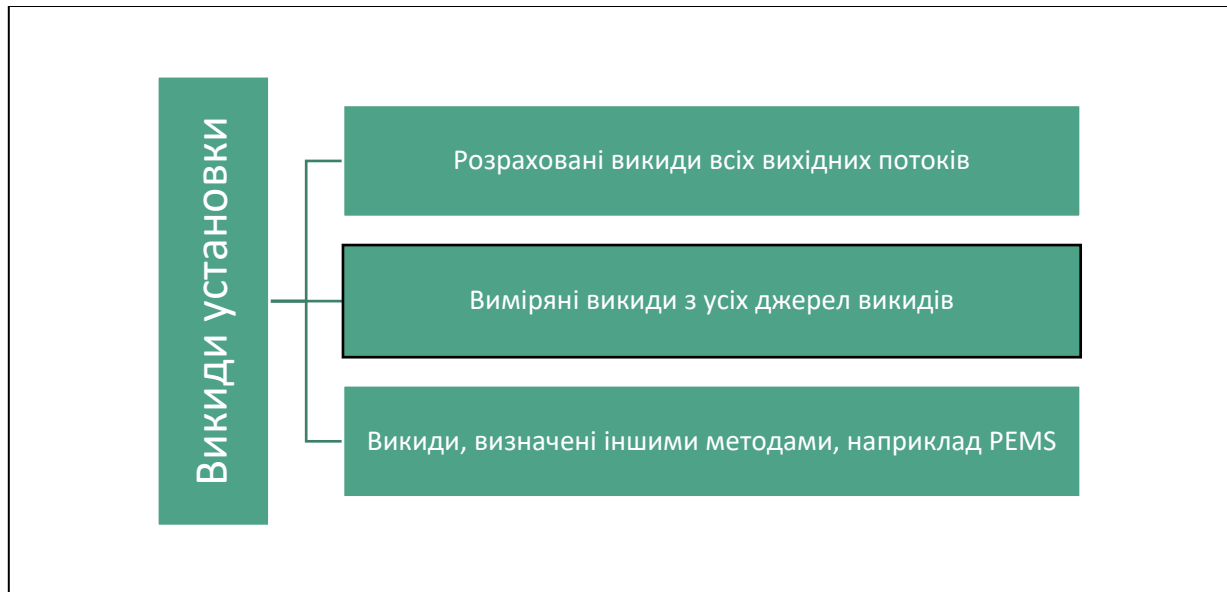 Викиди установки
Розраховані викиди всіх вихідних потоків
Виміряні викиди з усіх джерел викидів
Викиди, визначені іншими методами, наприклад PEMS